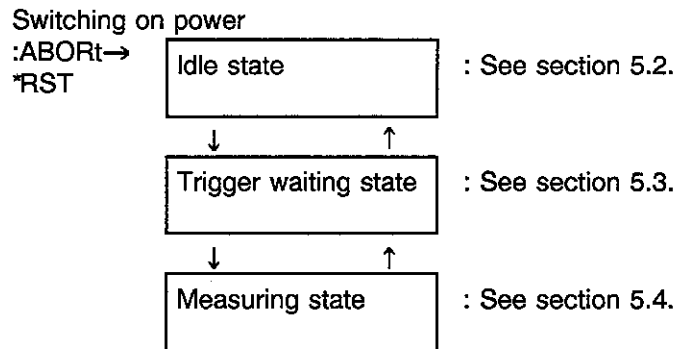 Switching on power
:ABORt→
*RST
Idle state : See section 5.2.
↓ ↑
Trigger waiting state : See section 5.3.
↓ ↑
Measuring state : See section 5.4.